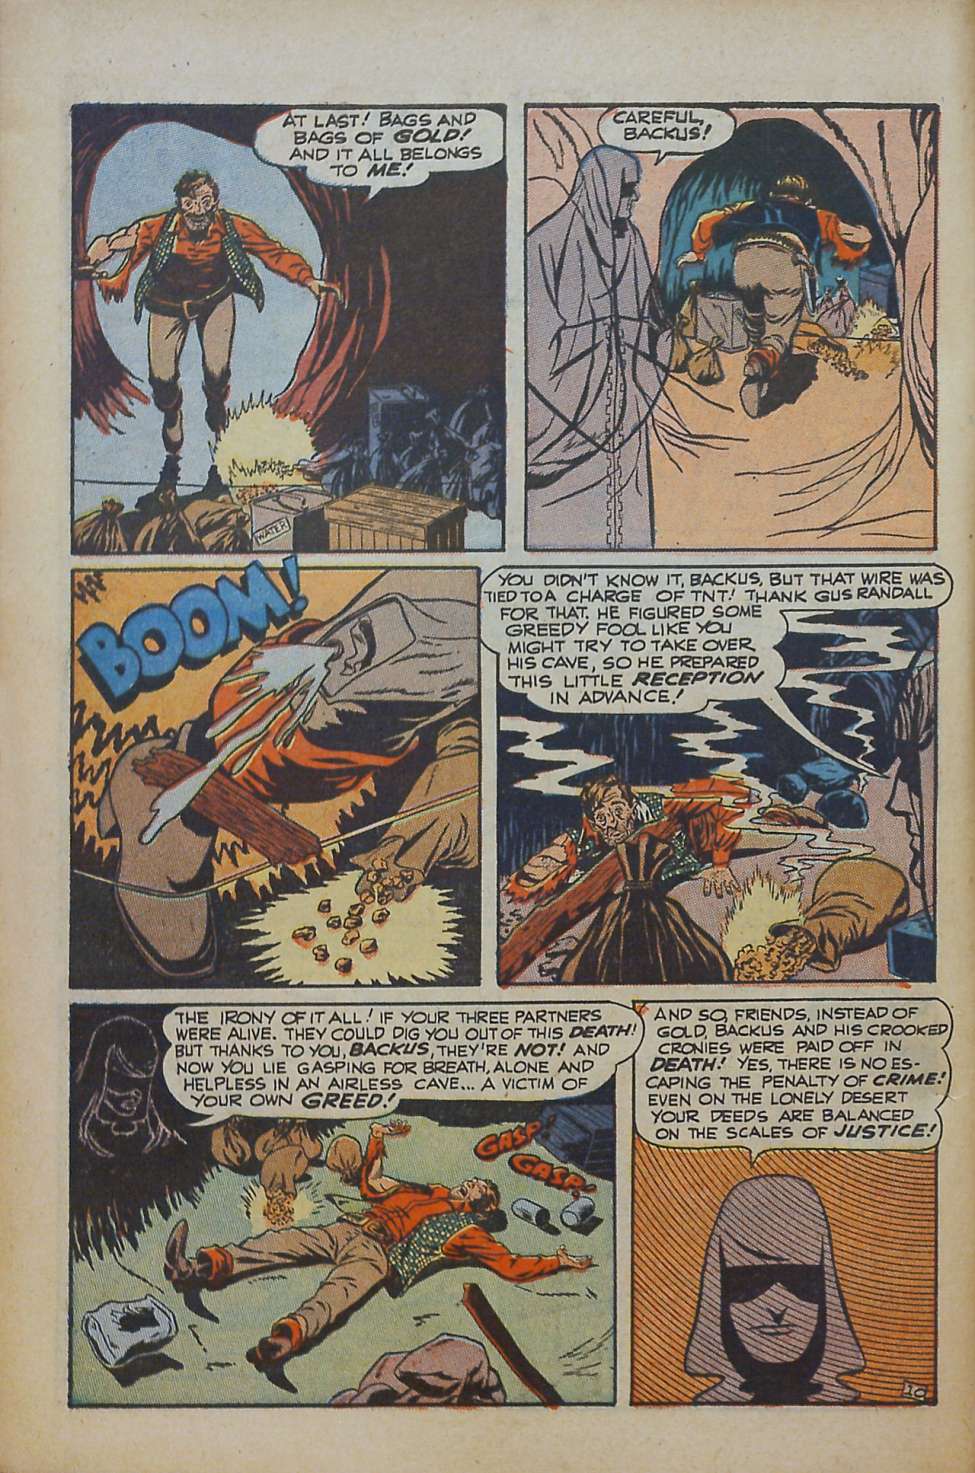 AT LAST! BAGS AND
BAGS OF GOLD!
AND IT ALL BELONGS
TO ME!
CAREFUL,
BACKUS!
WATER
BOOM!
YOU DIDN'T KNOW IT, BACKUS, BUT THAT WIRE WAS
TIED TO A CHARGE OF TNT! THANK GUS RANDALL
FOR THAT. HE FIGURED SOME
GREEDY FOOL LIKE YOU
MIGHT TRY TO TAKE OVER
HIS CAVE, SO HE PREPARED
THIS LITTLE RECEPTION
IN ADVANCE!
THE IRONY OF IT ALL! IF YOUR THREE PARTNERS
WERE ALIVE. THEY COULD DIG YOU OUT OF THIS DEATH!
BUT THANKS TO YOU, BACKUS, THEY'RE NOT! AND
NOW YOU LIE GASPING FOR BREATH, ALONE AND
HELPLESS IN AN AIRLESS CAVE... A VICTIM OF
YOUR OWN GREED!
GASP!
GASP!
AND SO, FRIENDS, INSTEAD OF
GOLD, BACKUS AND HIS CROOKED
CRONIES WERE PAID OFF IN
DEATH! YES, THERE IS NO ES-
CAPING THE PENALTY OF CRIME!
EVEN ON THE LONELY DESERT
YOUR DEEDS ARE BALANCED
ON THE SCALES OF JUSTICE!
10